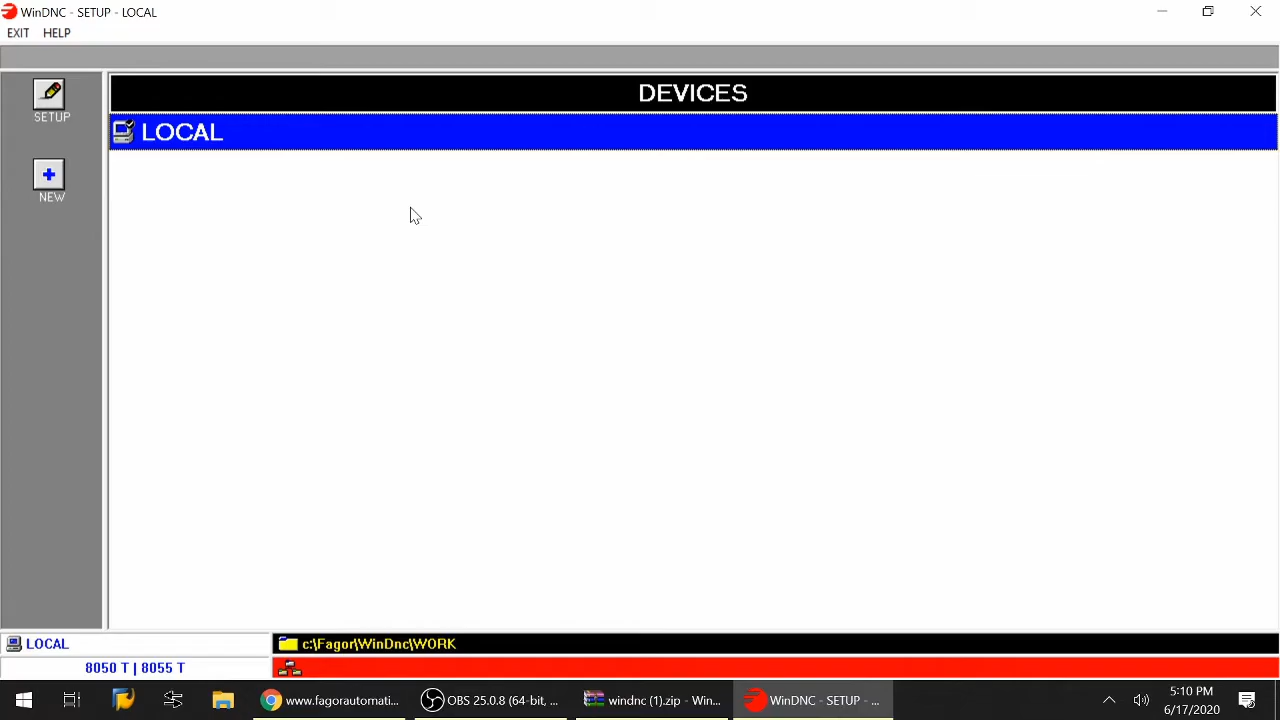 WinDNC - SETUP - LOCAL
EXIT HELP
DEVICES
SETUP
LOCAL
NEW
LOCAL
c:\Fagor\WinDnc\WORK
8050 T | 8055 T
www.fagorautomati...
OBS 25.0.8 (64-bit, ...
windnc (1).zip - Win...
WinDNC - SETUP - ...
5:10 PM
6/17/2020